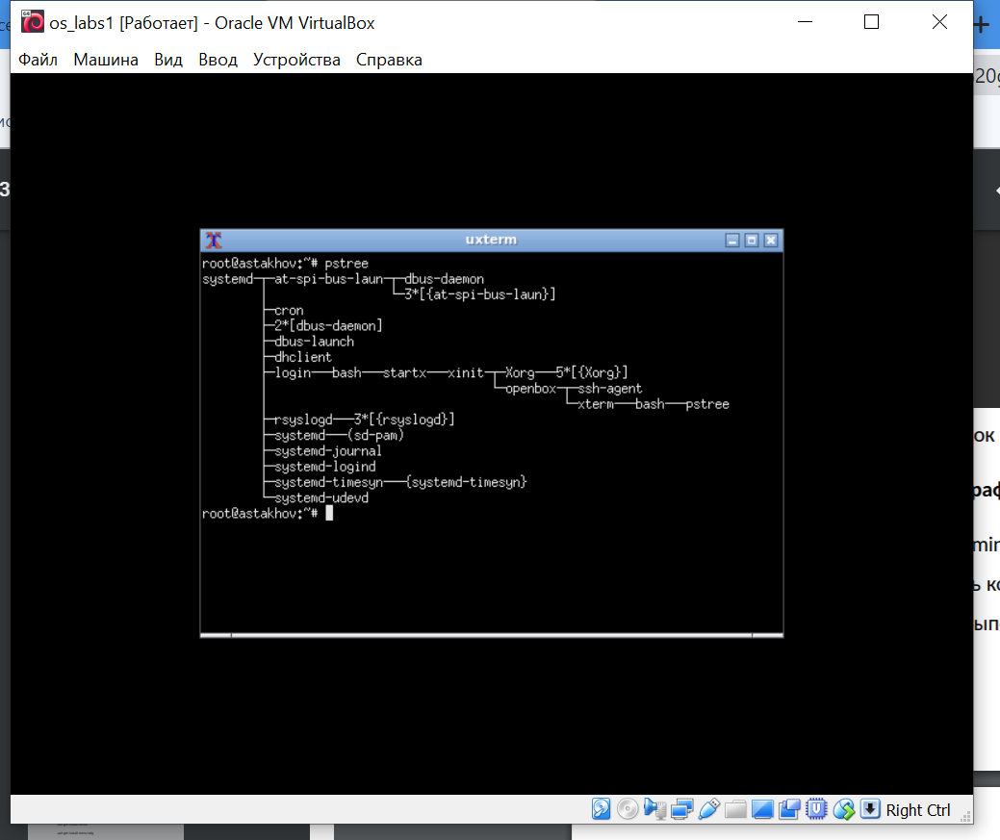 os_labs1 [Работает] - Oracle VM VirtualBox
Файл Машина Вид Ввод Устройства Справка
uxterm
root@astakhov:~# pstree
systemd─┬─at-spi-bus-laun─┬─dbus-daemon
└─3*[{at-spi-bus-laun}]
├─cron
├─2*[dbus-daemon]
├─dbus-launch
├─dhclient
├─login───bash───startx───xinit─┬─Xorg───5*[{Xorg}]
└─openbox─┬─ssh-agent
└─xterm───bash───pstree
├─rsyslogd───3*[{rsyslogd}]
├─systemd───(sd-pam)
├─systemd-journal
├─systemd-logind
├─systemd-timesyn───{systemd-timesyn}
└─systemd-udevd
root@astakhov:~#
Right Ctrl